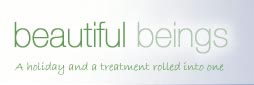 beautiful beings
A holiday and a treatment rolled into one